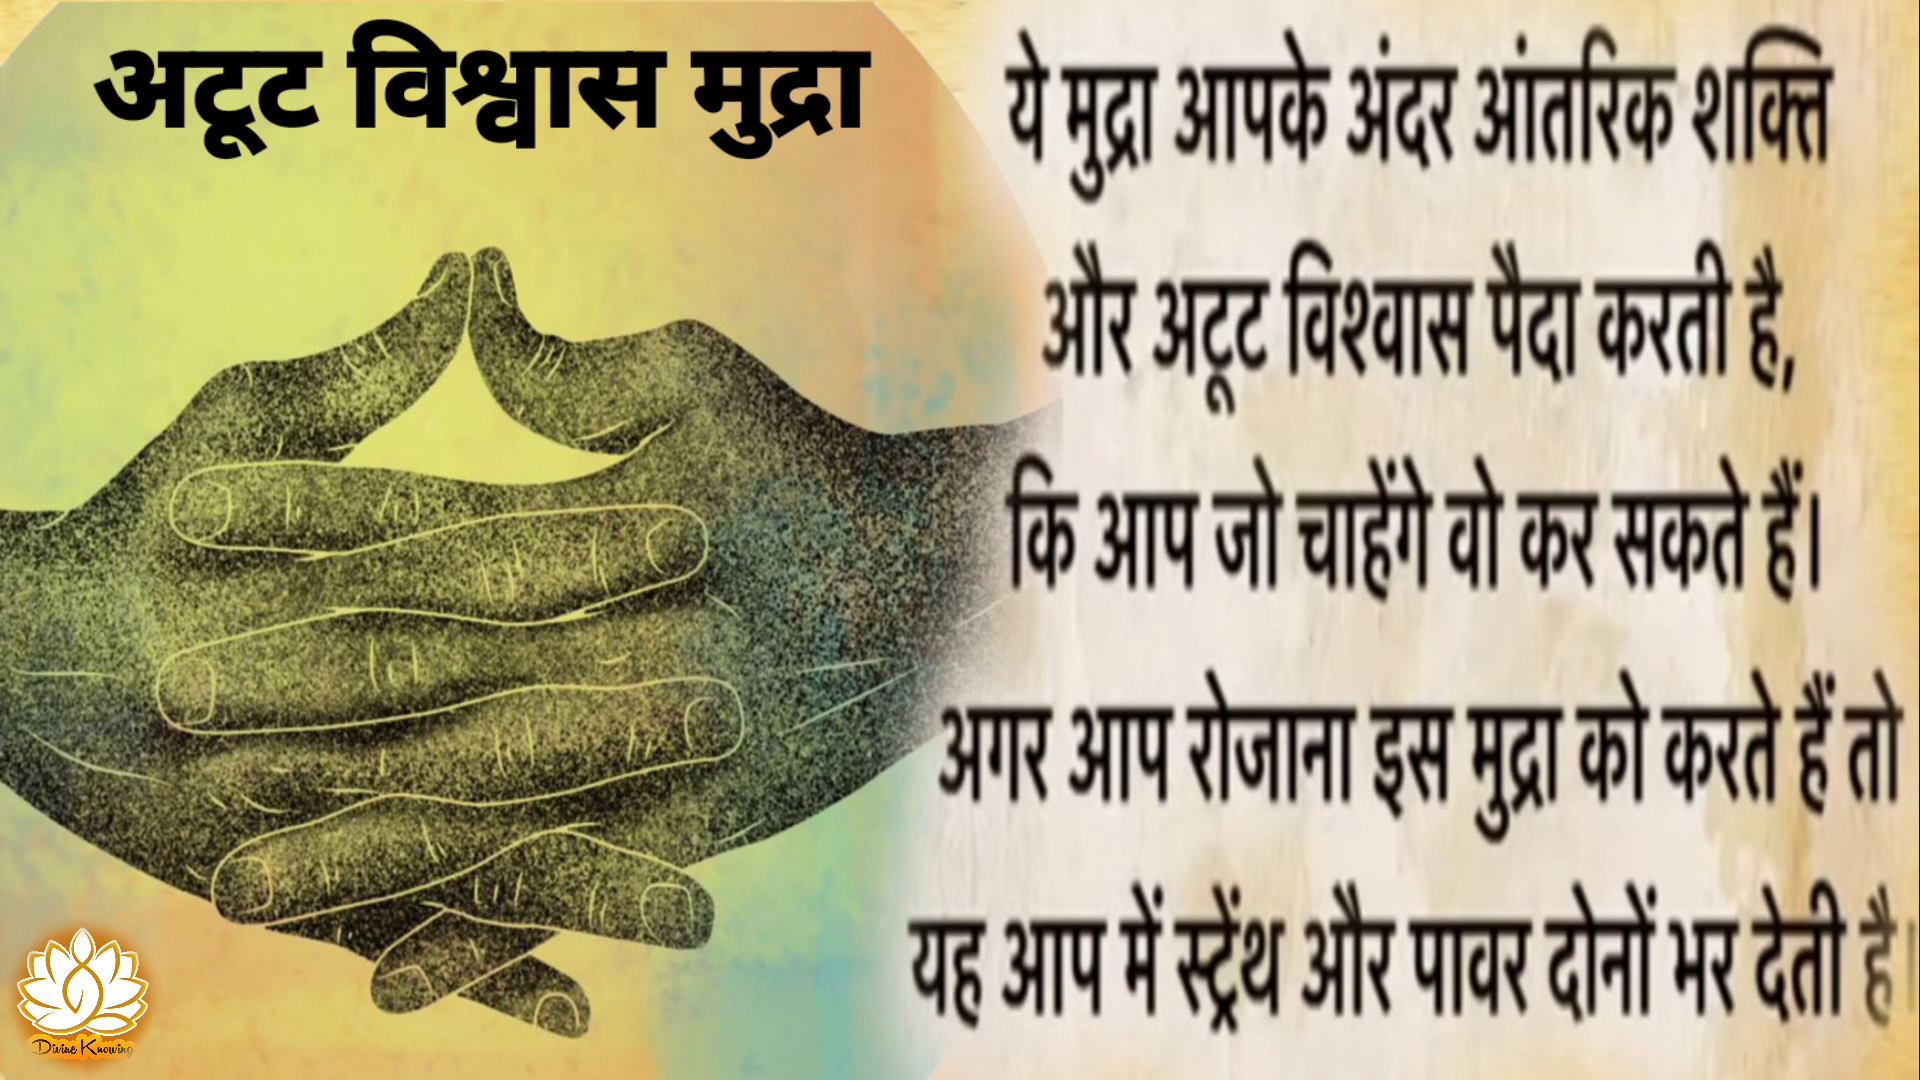 अटूट विश्वास मुद्रा
ये मुद्रा आपके अंदर आंतरिक शक्ति
और अटूट विश्वास पैदा करती है,
कि आप जो चाहेंगे वो कर सकते हैं।
अगर आप रोजाना इस मुद्रा को करते हैं तो
यह आप में स्ट्रेंथ और पावर दोनों भर देती है।
Divine Knowing